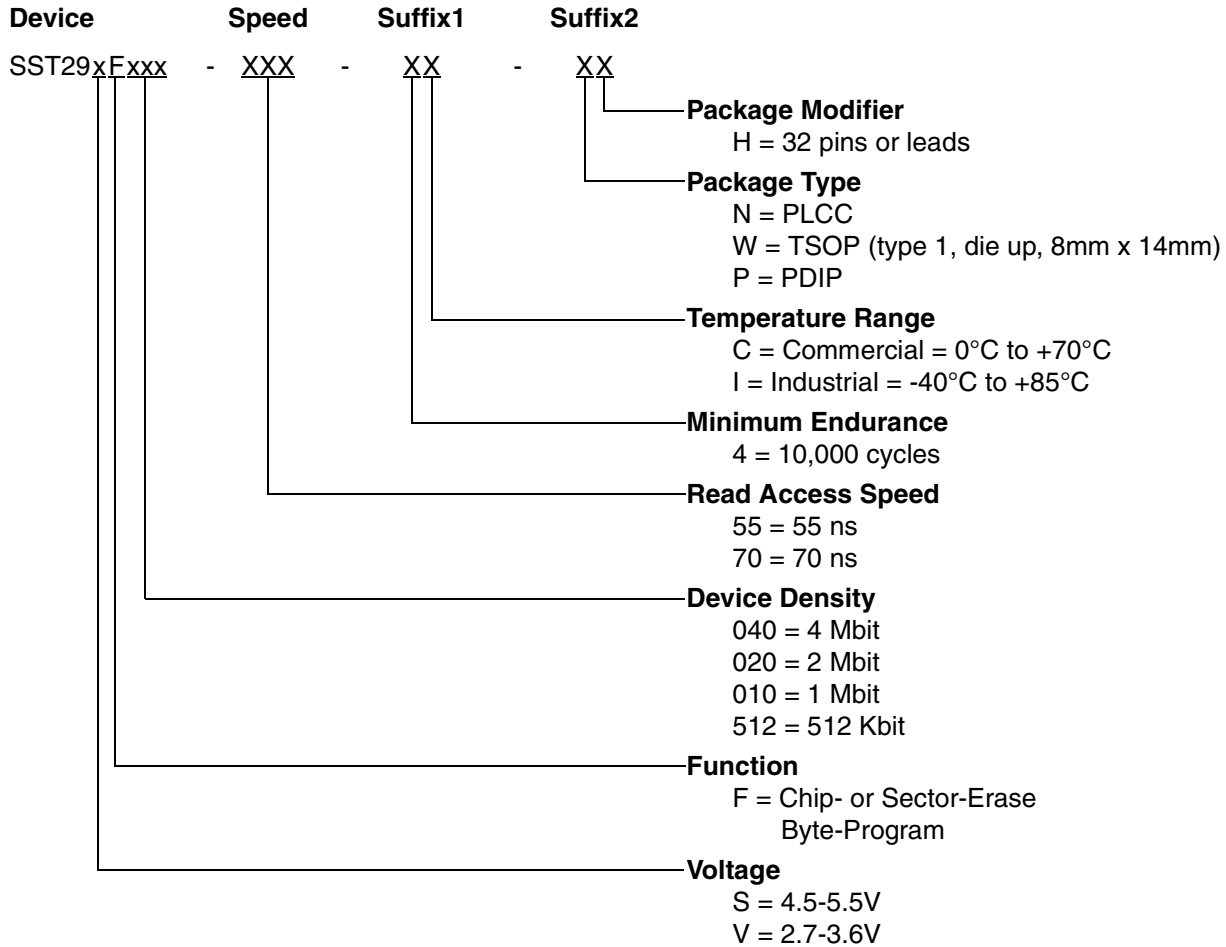 Device Speed Suffix1 Suffix2
SST29xFxxx - XXX - XX - XX
Package Modifier
H = 32 pins or leads
Package Type
N = PLCC
W = TSOP (type 1, die up, 8mm x 14mm)
P = PDIP
Temperature Range
C = Commercial = 0°C to +70°C
I = Industrial = -40°C to +85°C
Minimum Endurance
4 = 10,000 cycles
Read Access Speed
55 = 55 ns
70 = 70 ns
Device Density
040 = 4 Mbit
020 = 2 Mbit
010 = 1 Mbit
512 = 512 Kbit
Function
F = Chip- or Sector-Erase
Byte-Program
Voltage
S = 4.5-5.5V
V = 2.7-3.6V